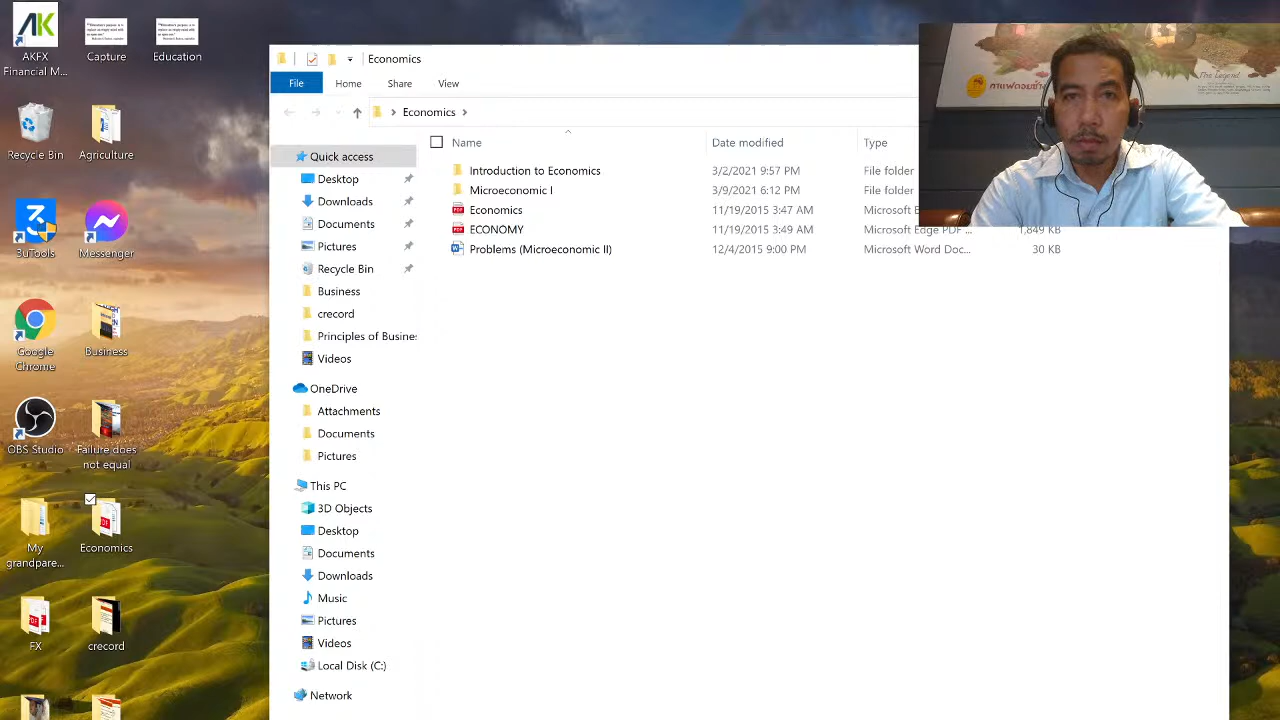 AKFX
Financial M...
Capture
Education
Recycle Bin
Agriculture
3uTools
Messenger
Google
Chrome
Business
OBS Studio
Failure does
not equal
My
grandpare...
Economics
FX
crecord
Economics
File
Home
Share
View
Economics
Name
Date modified
Type
Introduction to Economics
3/2/2021 9:57 PM
File folder
Microeconomic I
3/9/2021 6:12 PM
File folder
Economics
11/19/2015 3:47 AM
Microsoft E
ECONOMY
11/19/2015 3:49 AM
Microsoft Edge PDF ...
1,849 KB
Problems (Microeconomic II)
12/4/2015 9:00 PM
Microsoft Word Doc...
30 KB
Quick access
Desktop
Downloads
Documents
Pictures
Recycle Bin
Business
crecord
Principles of Busines
Videos
OneDrive
Attachments
Documents
Pictures
This PC
3D Objects
Desktop
Documents
Downloads
Music
Pictures
Videos
Local Disk (C:)
Network
The Legend